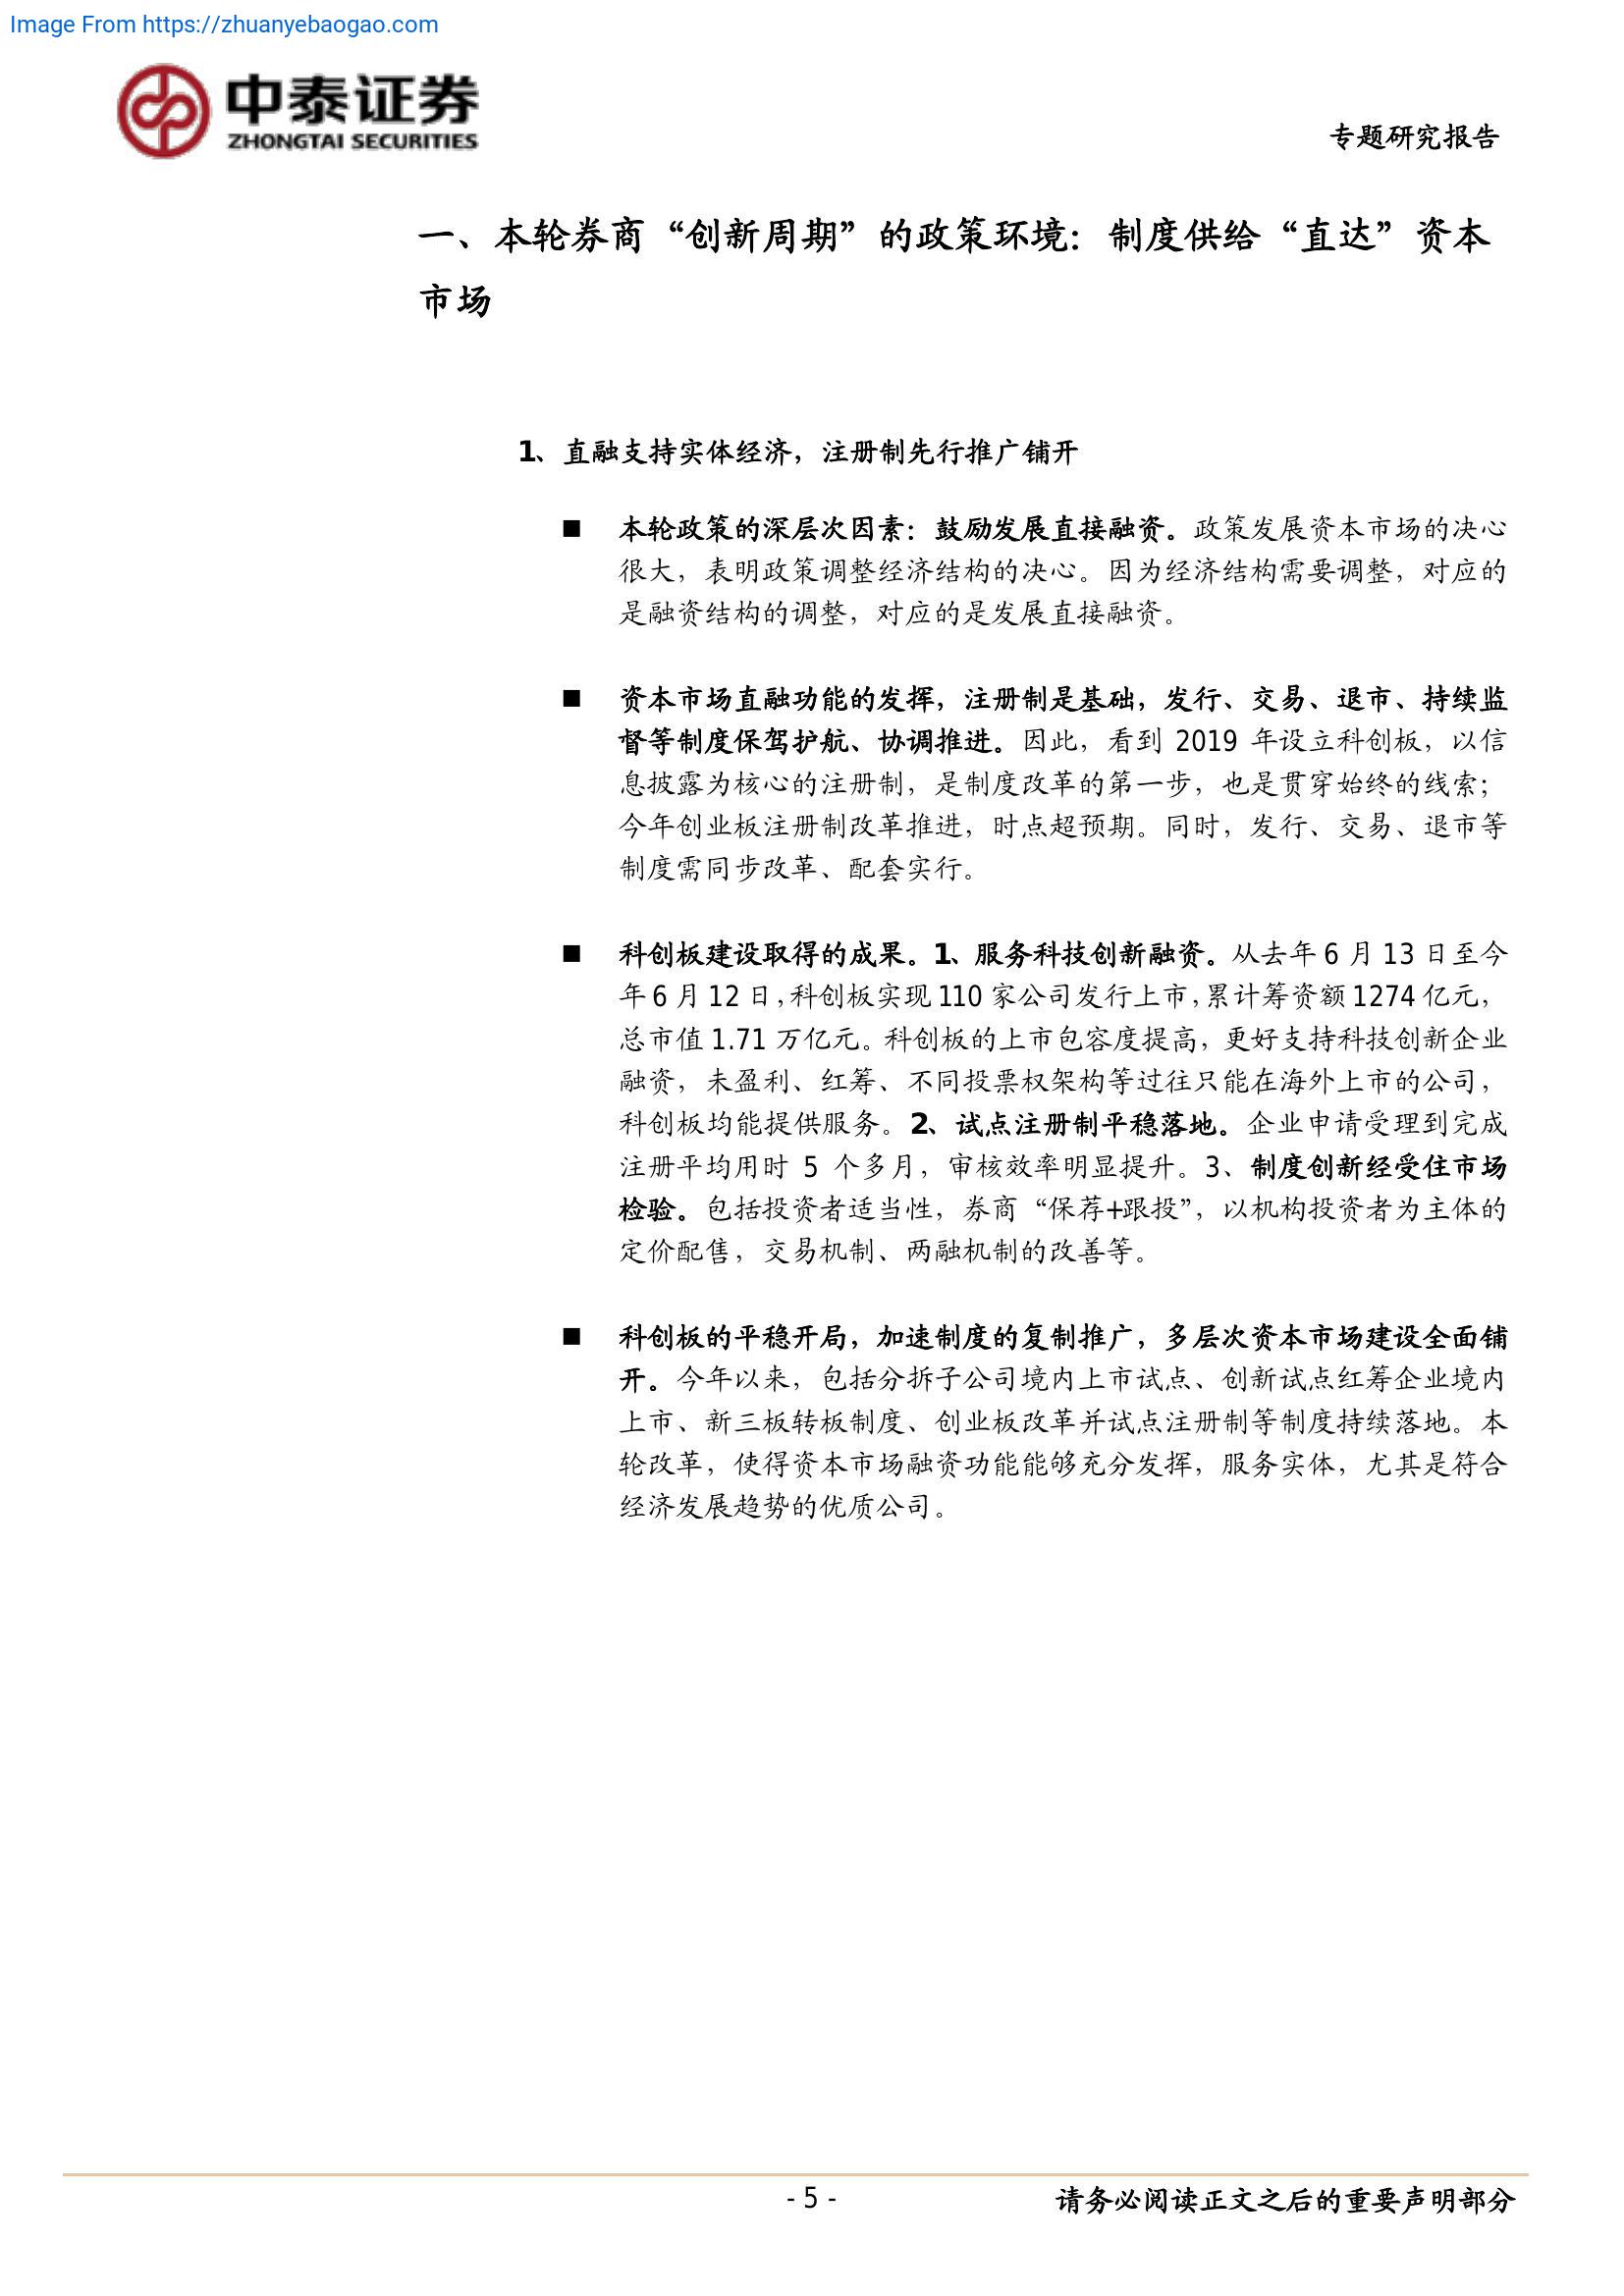 Image From https://zhuanyebaogao.com
中泰证券
ZHONGTAI SECURITIES
专题研究报告
一、本轮券商“创新周期”的政策环境：制度供给“直达”资本
市场
1、直融支持实体经济，注册制先行推广铺开
■ 本轮政策的深层次因素：鼓励发展直接融资。政策发展资本市场的决心
很大，表明政策调整经济结构的决心。因为经济结构需要调整，对应的
是融资结构的调整，对应的是发展直接融资。
■ 资本市场直融功能的发挥，注册制是基础，发行、交易、退市、持续监
督等制度保驾护航、协调推进。因此，看到 2019 年设立科创板，以信
息披露为核心的注册制，是制度改革的第一步，也是贯穿始终的线索；
今年创业板注册制改革推进，时点超预期。同时，发行、交易、退市等
制度需同步改革、配套实行。
■ 科创板建设取得的成果。1、服务科技创新融资。从去年 6 月 13 日至今
年 6 月 12 日，科创板实现 110 家公司发行上市，累计筹资额 1274 亿元，
总市值 1.71 万亿元。科创板的上市包容度提高，更好支持科技创新企业
融资，未盈利、红筹、不同投票权架构等过往只能在海外上市的公司，
科创板均能提供服务。2、试点注册制平稳落地。企业申请受理到完成
注册平均用时 5 个多月，审核效率明显提升。3、制度创新经受住市场
检验。包括投资者适当性，券商“保荐+跟投”，以机构投资者为主体的
定价配售，交易机制、两融机制的改善等。
■ 科创板的平稳开局，加速制度的复制推广，多层次资本市场建设全面铺
开。今年以来，包括分拆子公司境内上市试点、创新试点红筹企业境内
上市、新三板转板制度、创业板改革并试点注册制等制度持续落地。本
轮改革，使得资本市场融资功能能够充分发挥，服务实体，尤其是符合
经济发展趋势的优质公司。
- 5 -
请务必阅读正文之后的重要声明部分